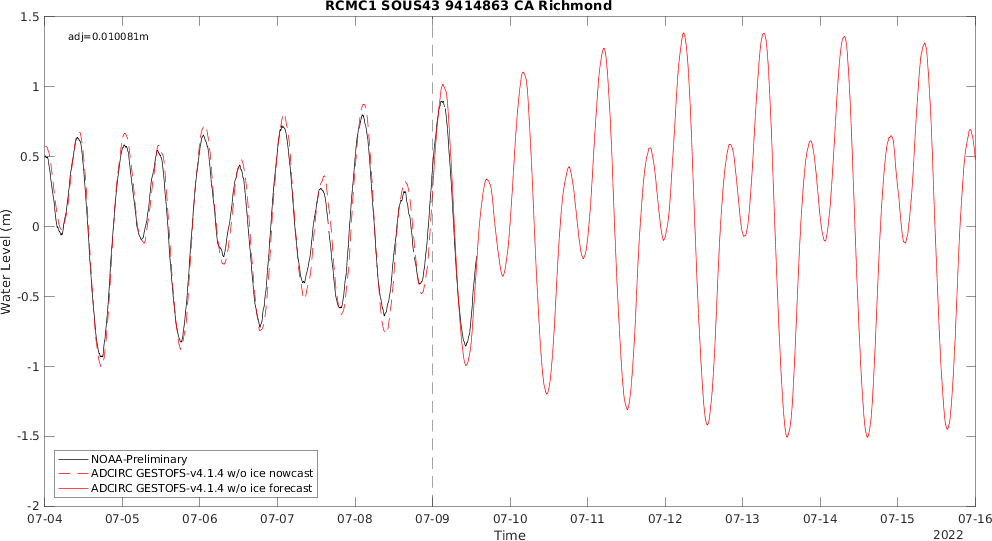 RCMC1 SOUS43 9414863 CA Richmond
adj=0.010081m
1.5
1
0.5
0
-0.5
-1
-1.5
-2
Water Level (m)
NOAA-Preliminary
ADCIRC GESTOFS-v4.1.4 w/o ice nowcast
ADCIRC GESTOFS-v4.1.4 w/o ice forecast
07-04 07-05 07-06 07-07 07-08 07-09 07-10 07-11 07-12 07-13 07-14 07-15 07-16
Time
2022